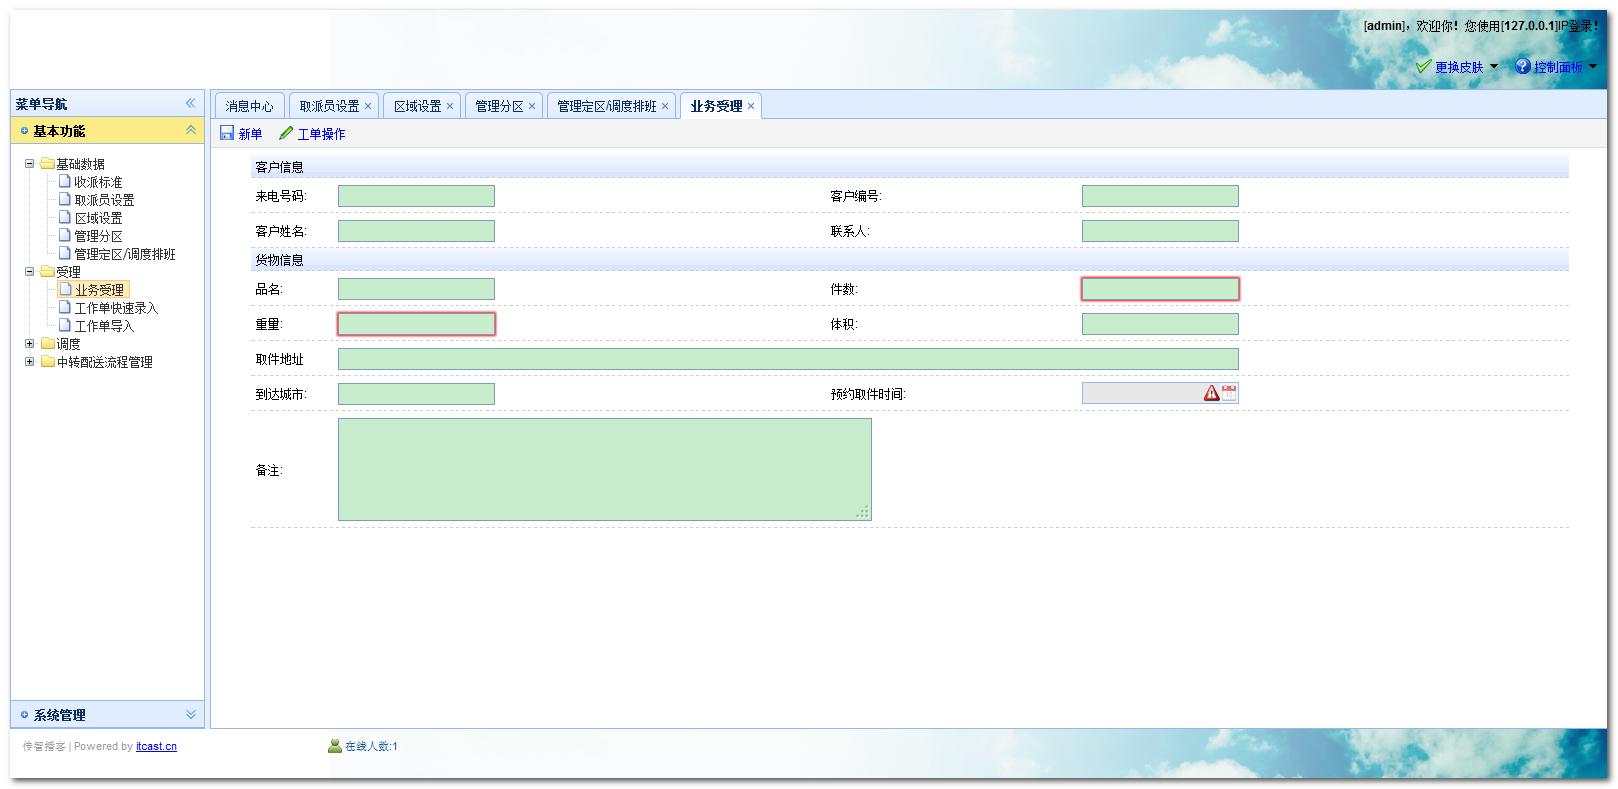 [admin]，欢迎你！您使用[127.0.0.1]IP登录！
更换皮肤 控制面板
菜单导航
基本功能
基础数据
收派标准
取派员设置
区域设置
管理分区
管理定区/调度排班
受理
业务受理
工作单快速录入
工作单导入
调度
中转配送流程管理
系统管理
消息中心 取派员设置 区域设置 管理分区 管理定区/调度排班 业务受理
新单 工单操作
客户信息
来电号码: 客户编号:
客户姓名: 联系人:
货物信息
品名: 件数:
重量: 体积:
取件地址
到达城市: 预约取件时间:
备注:
传智播客 | Powered by itcast.cn
在线人数:1